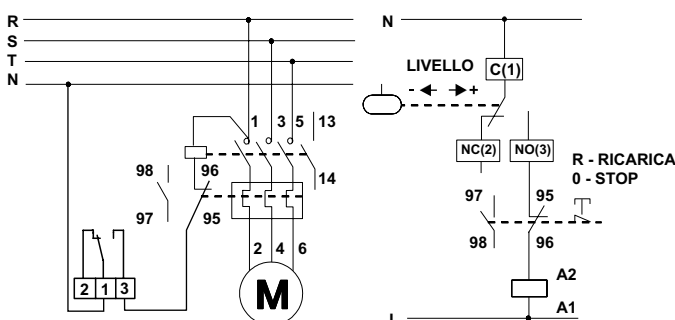 R
S
T
N
1 3 5 13
14
98 96
97 95
2 4 6
2 1 3
M
N
LIVELLO
- +
C(1)
NC(2) NO(3)
R - RICARICA
0 - STOP
97 95
98 96
A2
A1
L